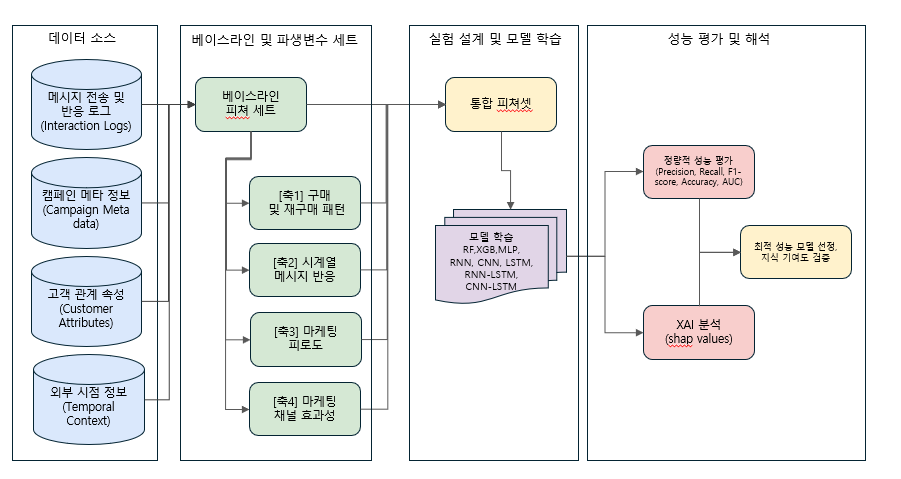 데이터 소스
메시지 전송 및
반응 로그
(Interaction Logs)
캠페인 메타 정보
(Campaign Meta
data)
고객 관계 속성
(Customer
Attributes)
외부 시점 정보
(Temporal
Context)
베이스라인 및 파생변수 세트
베이스라인
피쳐 세트
[축1] 구매
및 재구매 패턴
[축2] 시계열
메시지 반응
[축3] 마케팅
피로도
[축4] 마케팅
채널 효과성
실험 설계 및 모델 학습
통합 피쳐셋
모델 학습
RF,XGB,MLP,
RNN, CNN, LSTM,
RNN-LSTM,
CNN-LSTM
성능 평가 및 해석
정량적 성능 평가
(Precision, Recall, F1-
score, Accuracy, AUC)
XAI 분석
(shap values)
최적 성능 모델 선정,
지식 기여도 검증